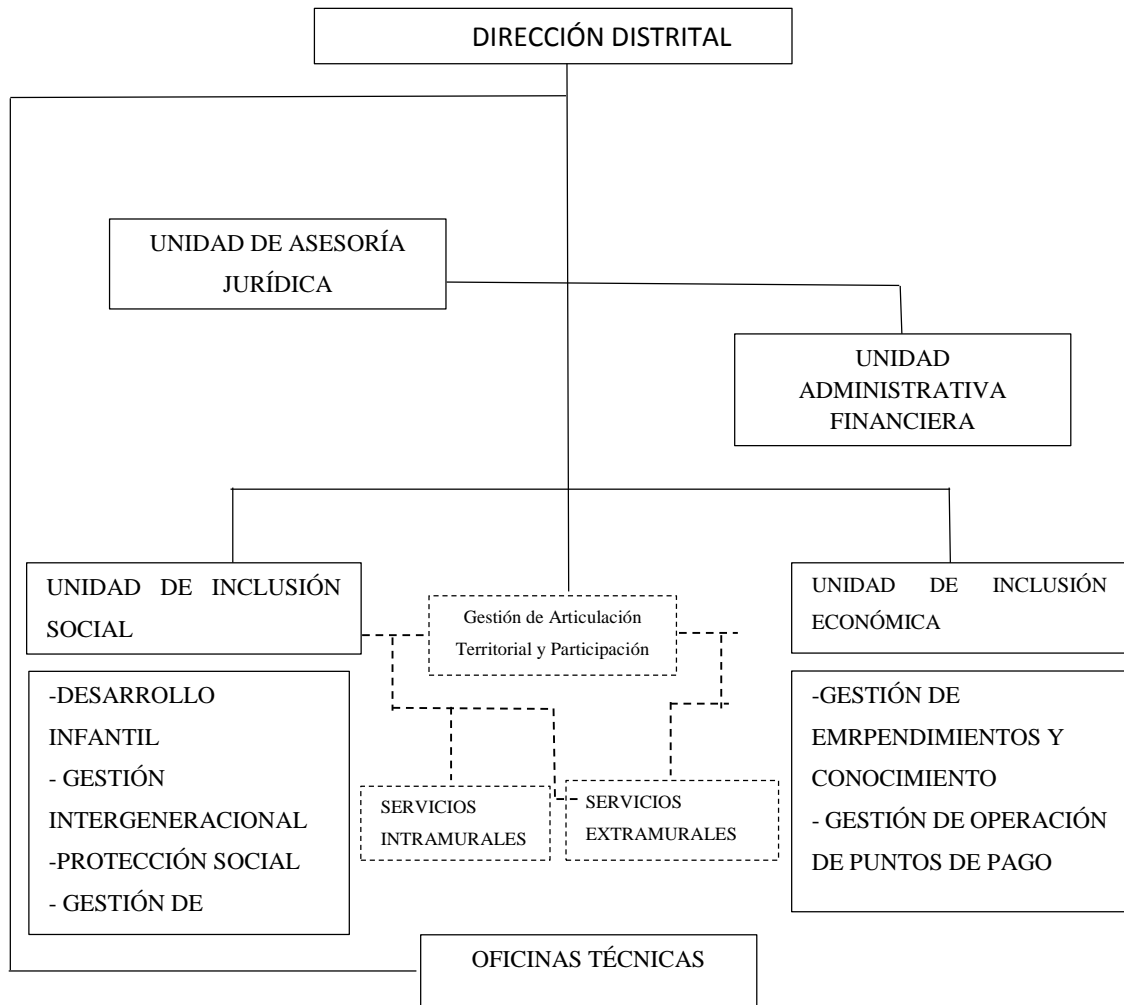 DIRECCIÓN DISTRITAL
UNIDAD DE ASESORÍA
JURÍDICA
UNIDAD
ADMINISTRATIVA
FINANCIERA
UNIDAD DE INCLUSIÓN
SOCIAL
Gestión de Articulación
Territorial y Participación
UNIDAD DE INCLUSIÓN
ECONÓMICA
-DESARROLLO
INFANTIL
- GESTIÓN
INTERGENERACIONAL
-PROTECCIÓN SOCIAL
- GESTIÓN DE
SERVICIOS
INTRAMURALES
SERVICIOS
EXTRAMURALES
-GESTIÓN DE
EMRPENDIMIENTOS Y
CONOCIMIENTO
- GESTIÓN DE OPERACIÓN
DE PUNTOS DE PAGO
OFICINAS TÉCNICAS